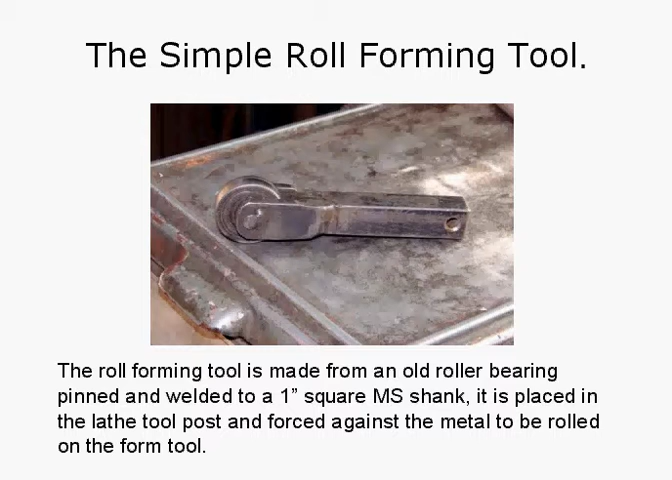 The Simple Roll Forming Tool.
The roll forming tool is made from an old roller bearing
pinned and welded to a 1” square MS shank, it is placed in
the lathe tool post and forced against the metal to be rolled
on the form tool.